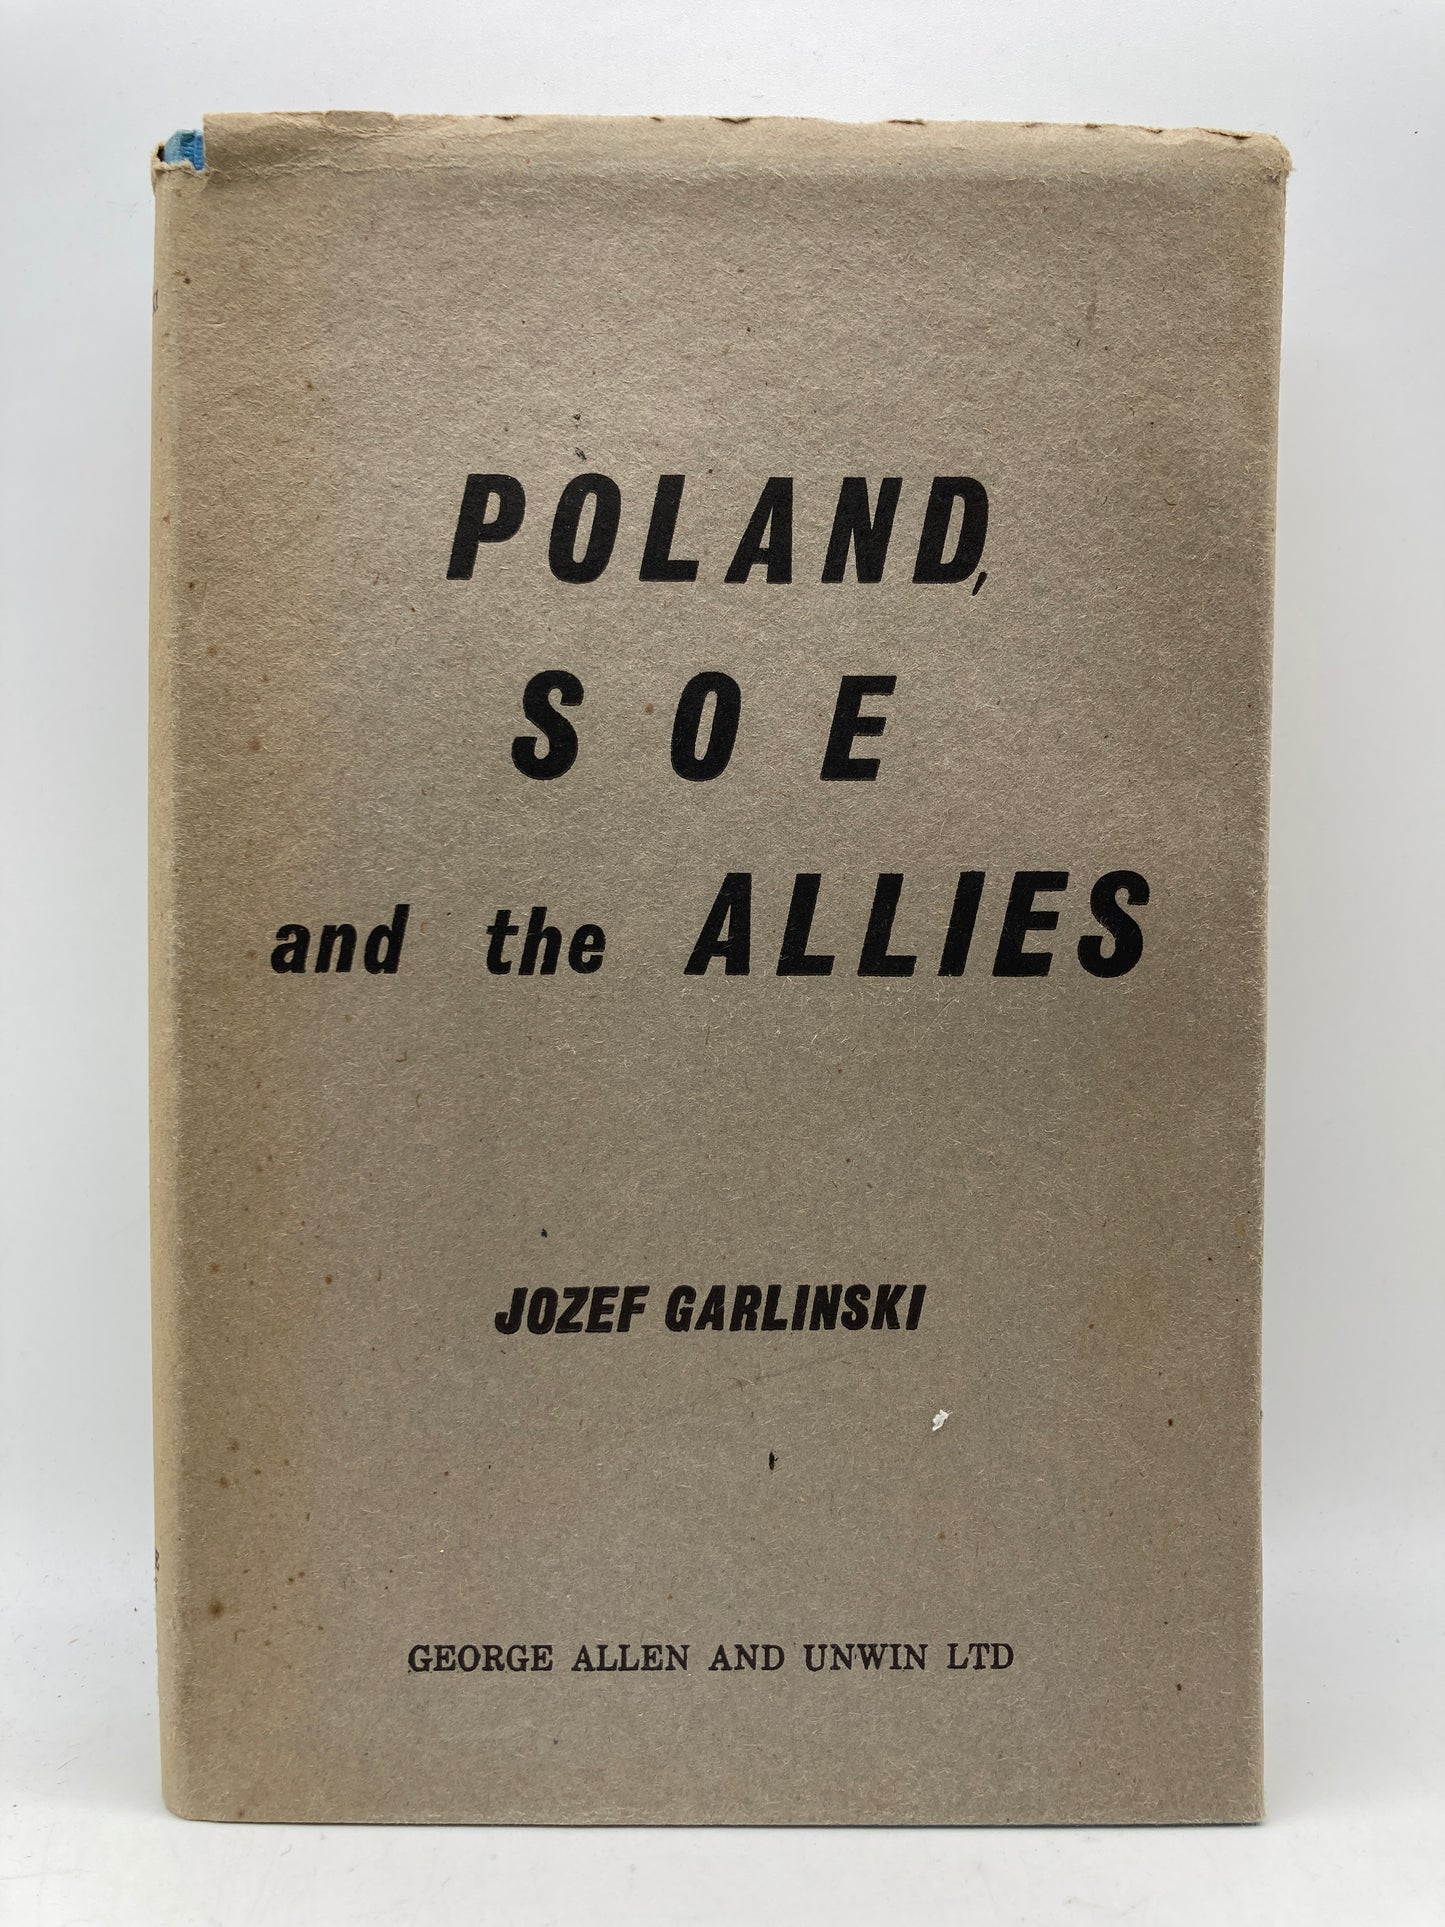 POLAND,
SOE
and the ALLIES
JOZEF GARLINSKI
GEORGE ALLEN AND UNWIN LTD